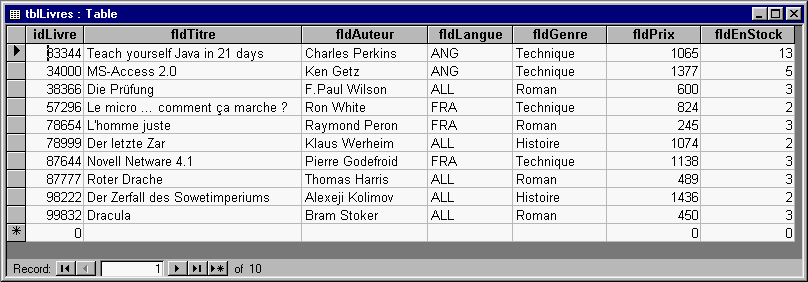 tblLivres : Table
idLivre fldTitre fldAuteur fldLangue fldGenre fldPrix fldEnStock
83344 Teach yourself Java in 21 days Charles Perkins ANG Technique 1065 13
34000 MS-Access 2.0 Ken Getz ANG Technique 1377 5
38366 Die Prüfung F.Paul Wilson ALL Roman 600 3
57296 Le micro ... comment ça marche ? Ron White FRA Technique 824 2
78654 L'homme juste Raymond Peron FRA Roman 245 3
78999 Der letzte Zar Klaus Werheim ALL Histoire 1074 2
87644 Novell Netware 4.1 Pierre Godefroid FRA Technique 1138 3
87777 Roter Drache Thomas Harris ALL Roman 489 3
98222 Der Zerfall des Sowetimperiums Alexeji Kolimov ALL Histoire 1436 2
99832 Dracula Bram Stoker ALL Roman 450 3
0 0 0
Record: 1 of 10